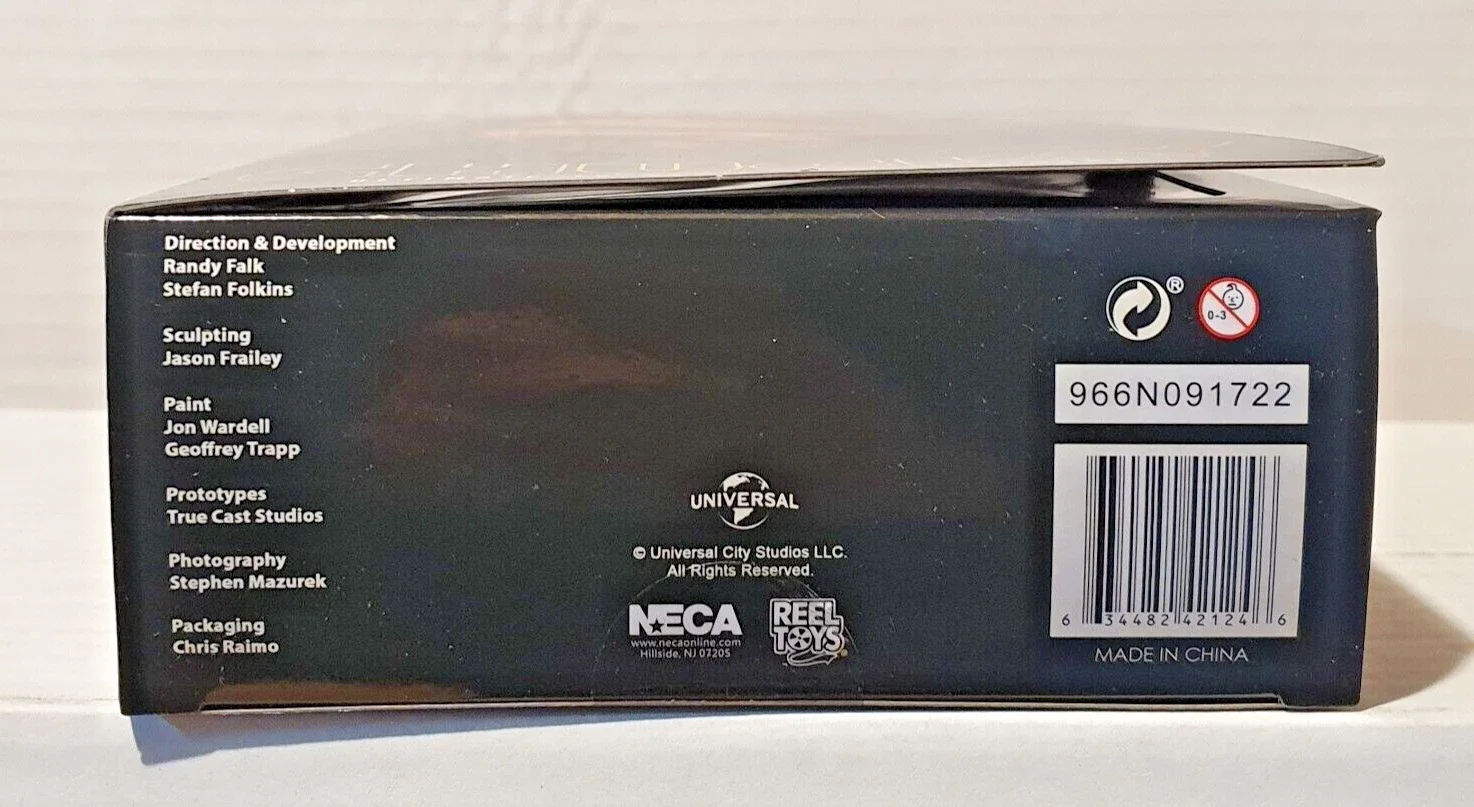 Direction & Development
Randy Falk
Stefan Folkins
Sculpting
Jason Frailey
Paint
Jon Wardell
Geoffrey Trapp
Prototypes
True Cast Studios
Photography
Stephen Mazurek
Packaging
Chris Raimo
UNIVERSAL
© Universal City Studios LLC.
All Rights Reserved.
NECA
www.necaonline.com
Hillside, NJ 07205
REEL
TOYS
®
0-3
966N091722
6 34482 42124 6
MADE IN CHINA